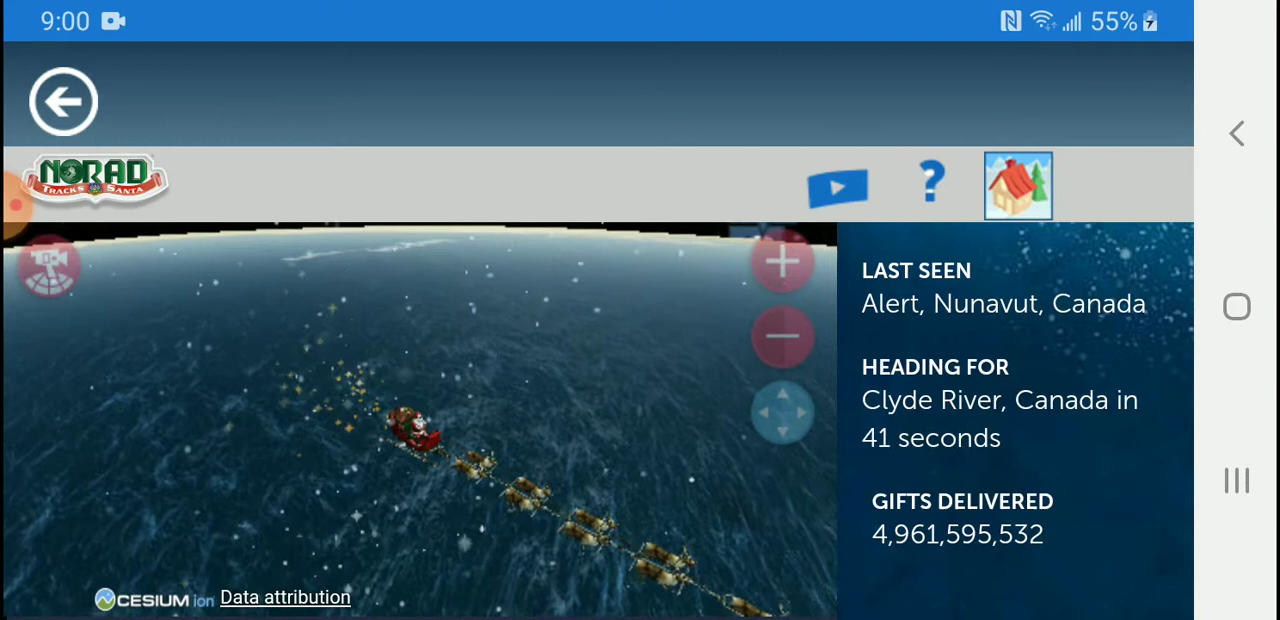 9:00
55%
NORAD
TRACKS SANTA
?
LAST SEEN
Alert, Nunavut, Canada
HEADING FOR
Clyde River, Canada in
41 seconds
GIFTS DELIVERED
4,961,595,532
CESIUM ion Data attribution